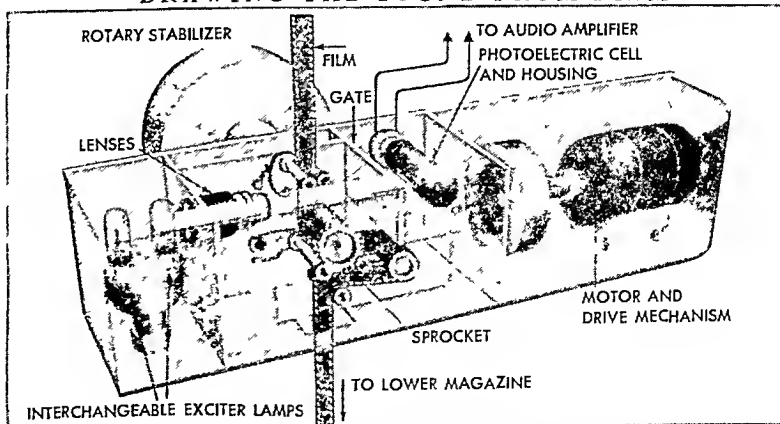 ROTARY STABILIZER
TO AUDIO AMPLIFIER
FILM
PHOTOELECTRIC CELL
AND HOUSING
GATE
LENSES
MOTOR AND
DRIVE MECHANISM
SPROCKET
TO LOWER MAGAZINE
INTERCHANGEABLE EXCITER LAMPS